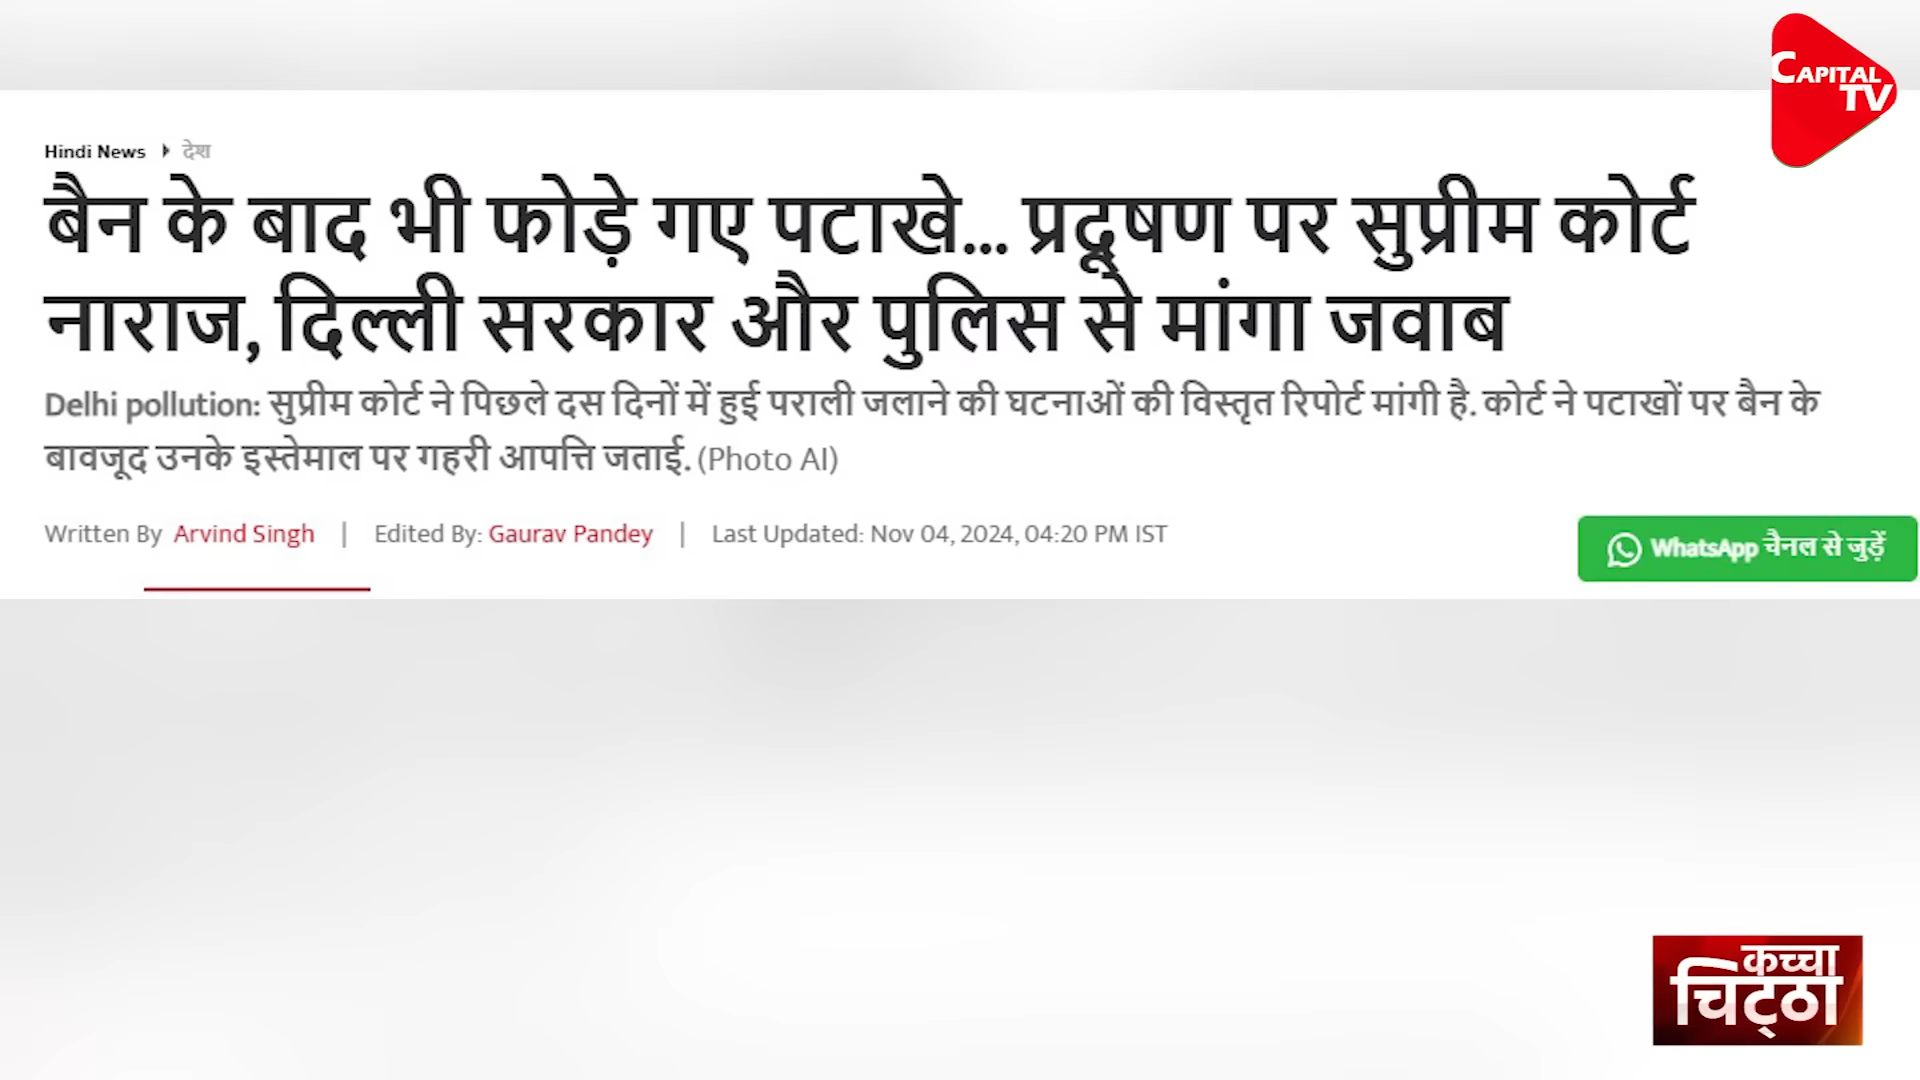 CAPITAL
TV
Hindi News देश
बैन के बाद भी फोड़े गए पटाखे... प्रदूषण पर सुप्रीम कोर्ट
नाराज, दिल्ली सरकार और पुलिस से मांगा जवाब
Delhi pollution: सुप्रीम कोर्ट ने पिछले दस दिनों में हुई पराली जलाने की घटनाओं की विस्तृत रिपोर्ट मांगी है. कोर्ट ने पटाखों पर बैन के
बावजूद उनके इस्तेमाल पर गहरी आपत्ति जताई. (Photo AI)
Written By Arvind Singh | Edited By: Gaurav Pandey | Last Updated: Nov 04, 2024, 04:20 PM IST
WhatsApp चैनल से जुड़ें
कच्चा
चिट्ठा